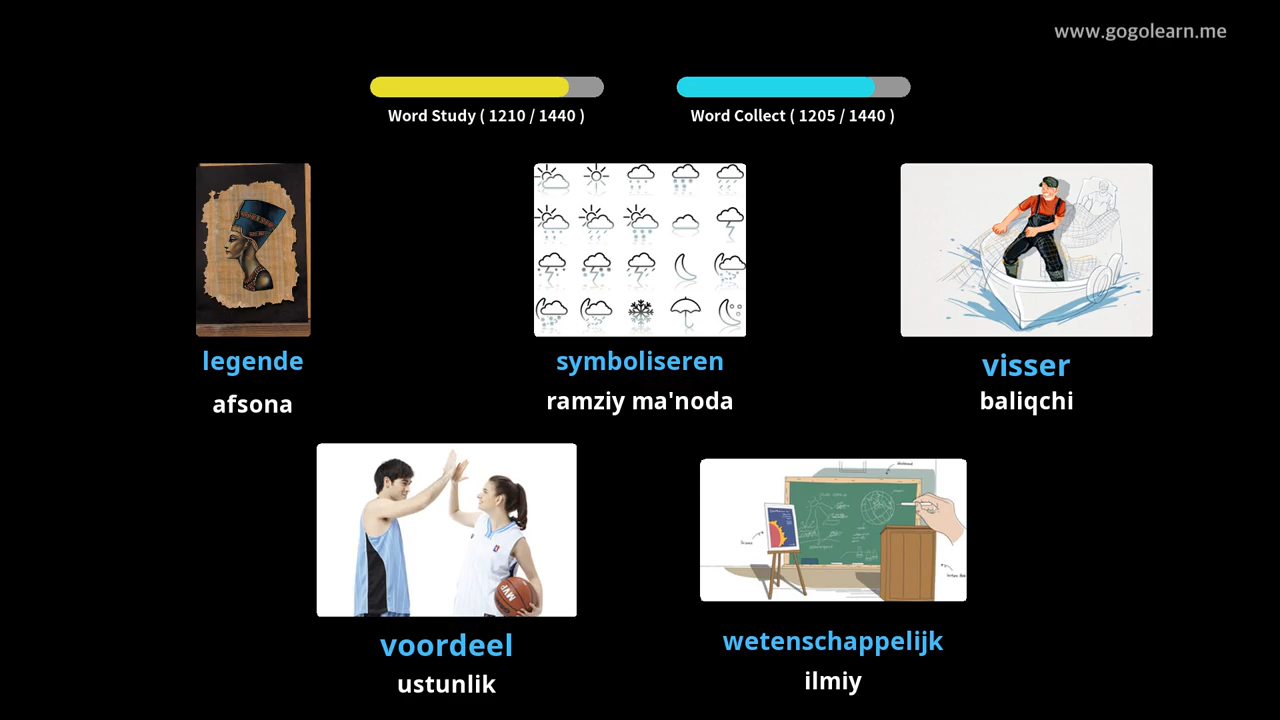 www.gogolearn.me
Word Study ( 1210 / 1440 )
Word Collect ( 1205 / 1440 )
legende
symboliseren
visser
afsona
ramziy ma'noda
baliqchi
MVP
voordeel
wetenschappelijk
ustunlik
ilmiy